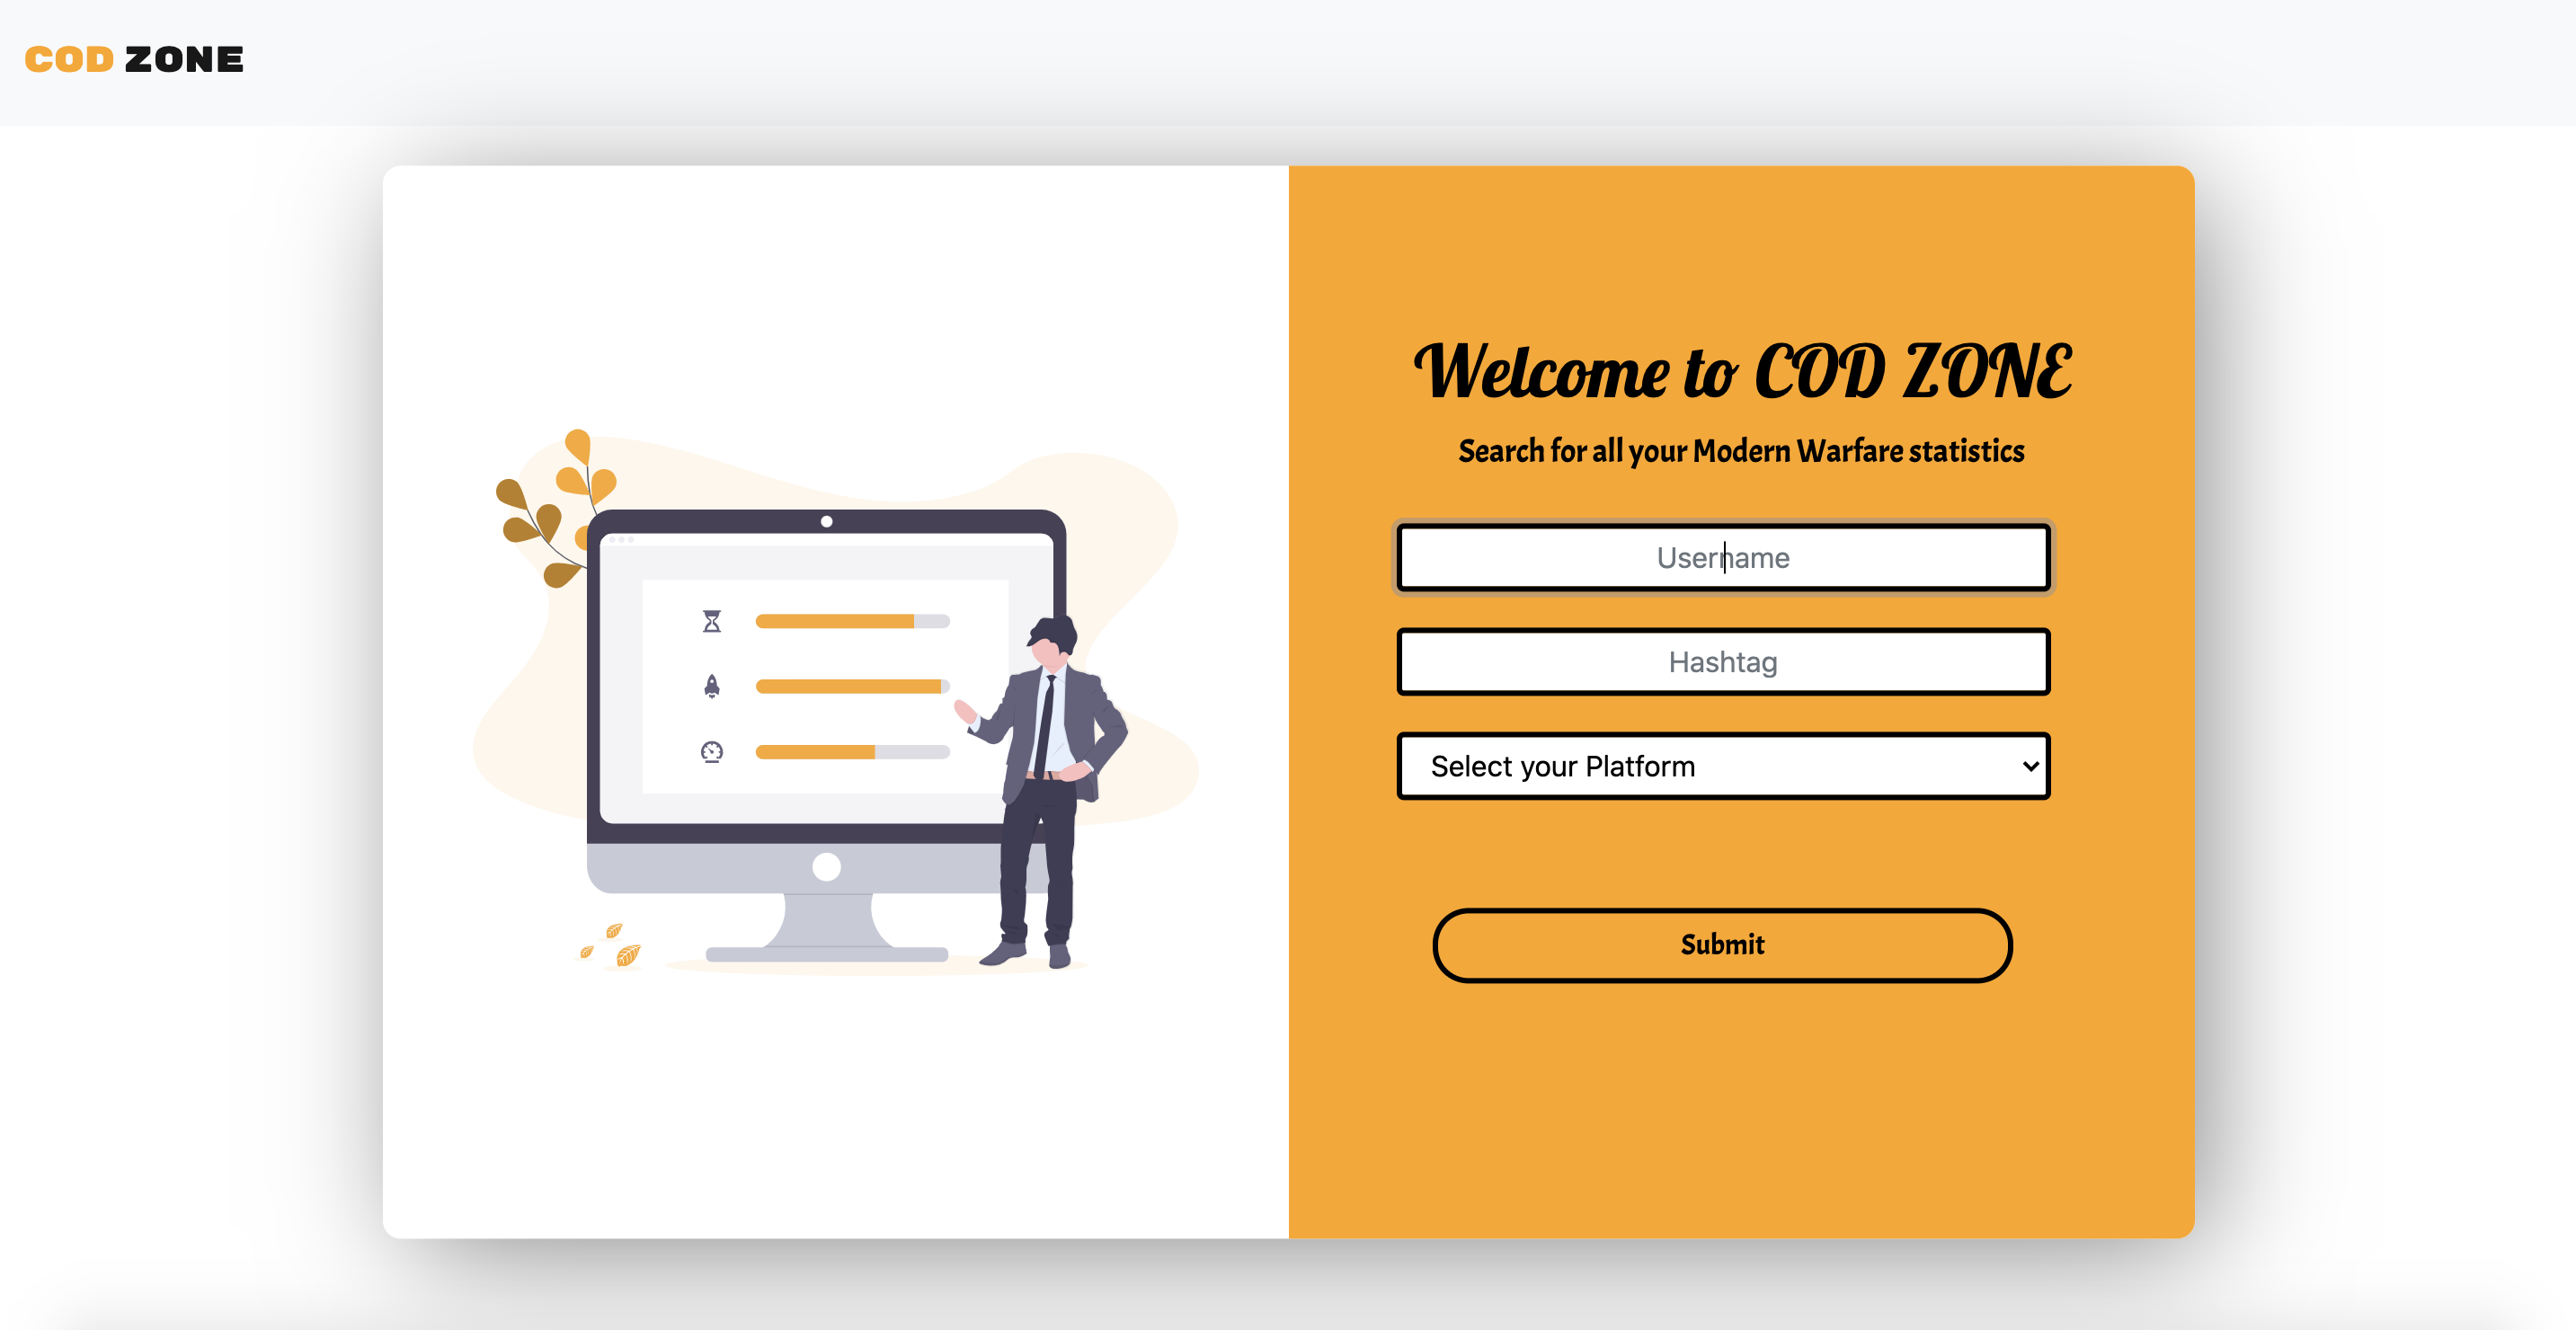 COD ZONE
Welcome to COD ZONE
Search for all your Modern Warfare statistics
Username
Hashtag
Select your Platform
Submit